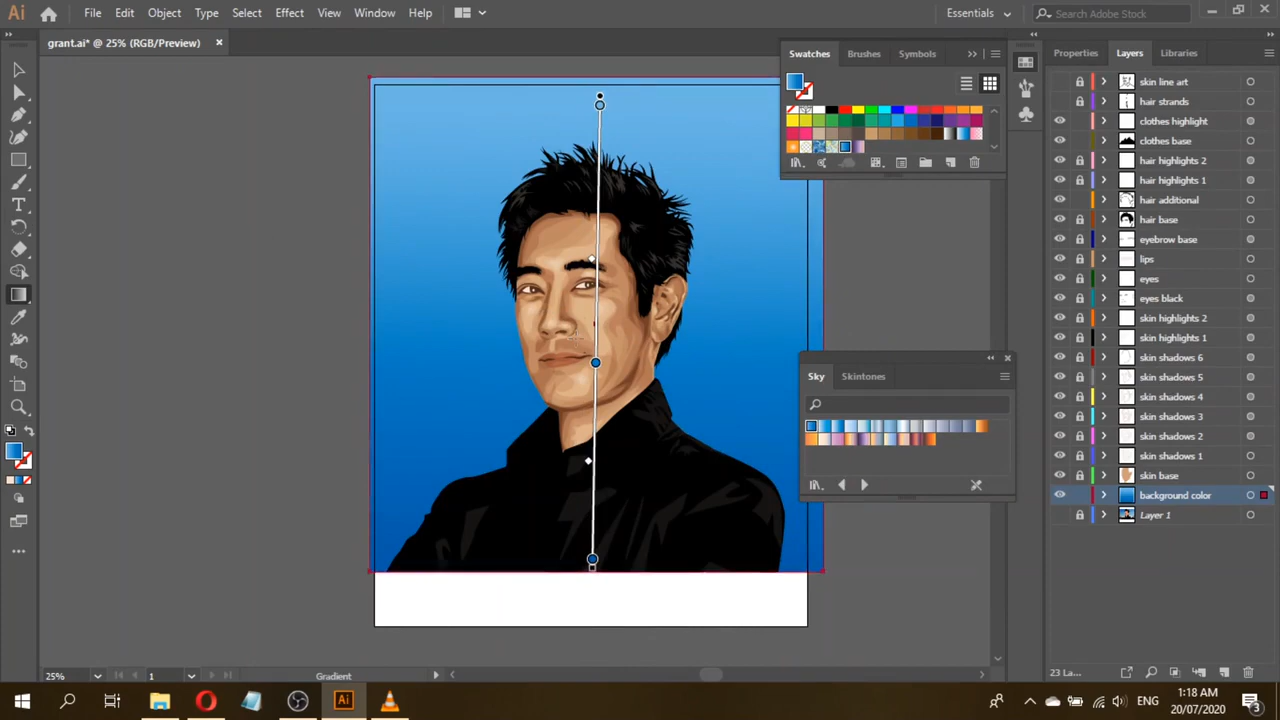 Ai File Edit Object Type Select Effect View Window Help Essentials Search Adobe Stock
grant.ai* @ 25% (RGB/Preview)
Swatches Brushes Symbols
Properties Layers Libraries
skin line art
hair strands
clothes highlight
clothes base
hair highlights 2
hair highlights 1
hair additional
hair base
eyebrow base
lips
eyes
eyes black
skin highlights 2
skin highlights 1
skin shadows 6
skin shadows 5
skin shadows 4
skin shadows 3
skin shadows 2
skin shadows 1
skin base
background color
Layer 1
Sky Skintones
T
25% 1 Gradient
23 La...
Ai ENG 1:18 AM
20/07/2020 3